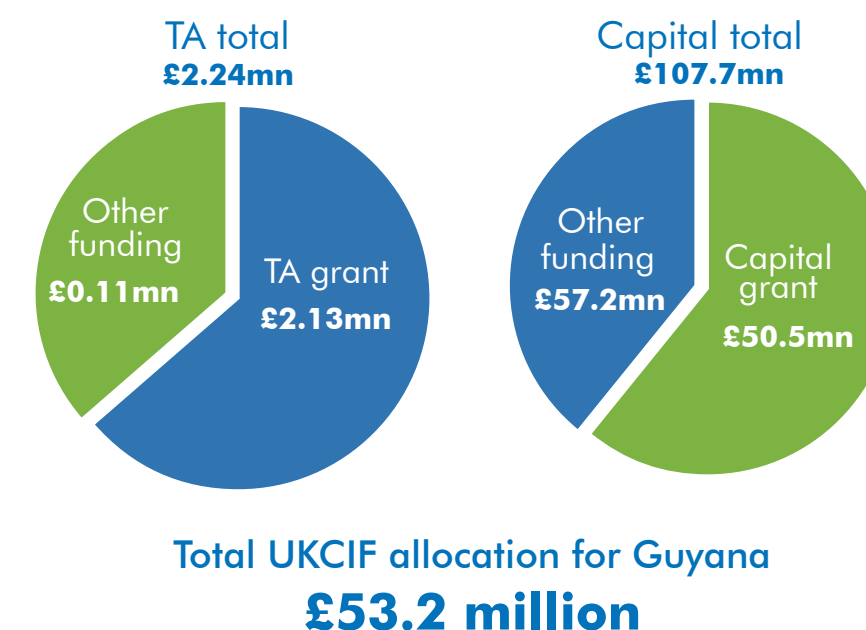 TA total
£2.24mn
Other
funding
£0.11mn
TA grant
£2.13mn
Capital total
£107.7mn
Other
funding
£57.2mn
Capital
grant
£50.5mn
Total UKCIF allocation for Guyana
£53.2 million